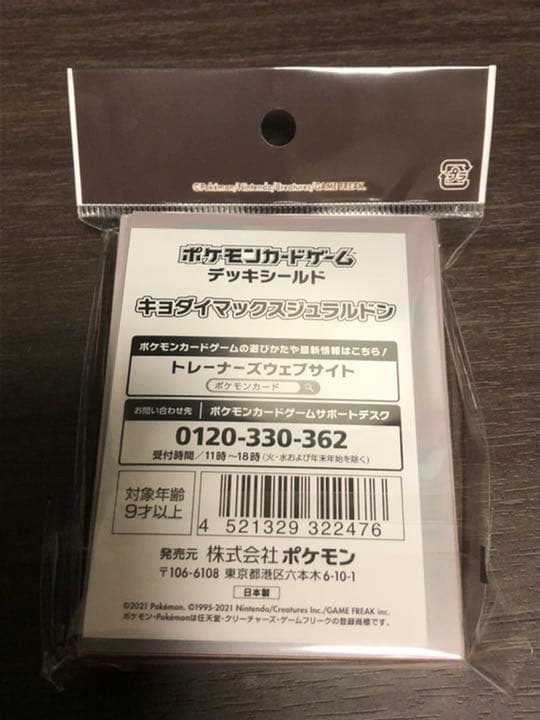 ©Pokémon/Nintendo/Creatures/GAME FREAK.
プラ
ポケモンカードゲーム
デッキシールド
キョダイマックスジュラルドン
ポケモンカードゲームの遊びかたや最新情報はこちら!
トレーナーズウェブサイト
ポケモンカード
お問い合わせ先 ポケモンカードゲームサポートデスク
0120-330-362
受付時間/11時〜18時(火・水および年末年始を除く)
対象年齢
9才以上
4 521329 322476
発売元 株式会社ポケモン
〒106-6108 東京都港区六本木6-10-1
日本製
©2021 Pokémon. ©1995-2021 Nintendo/Creatures Inc./GAME FREAK inc.
ポケモン・Pokémonは任天堂・クリーチャーズ・ゲームフリークの登録商標です。